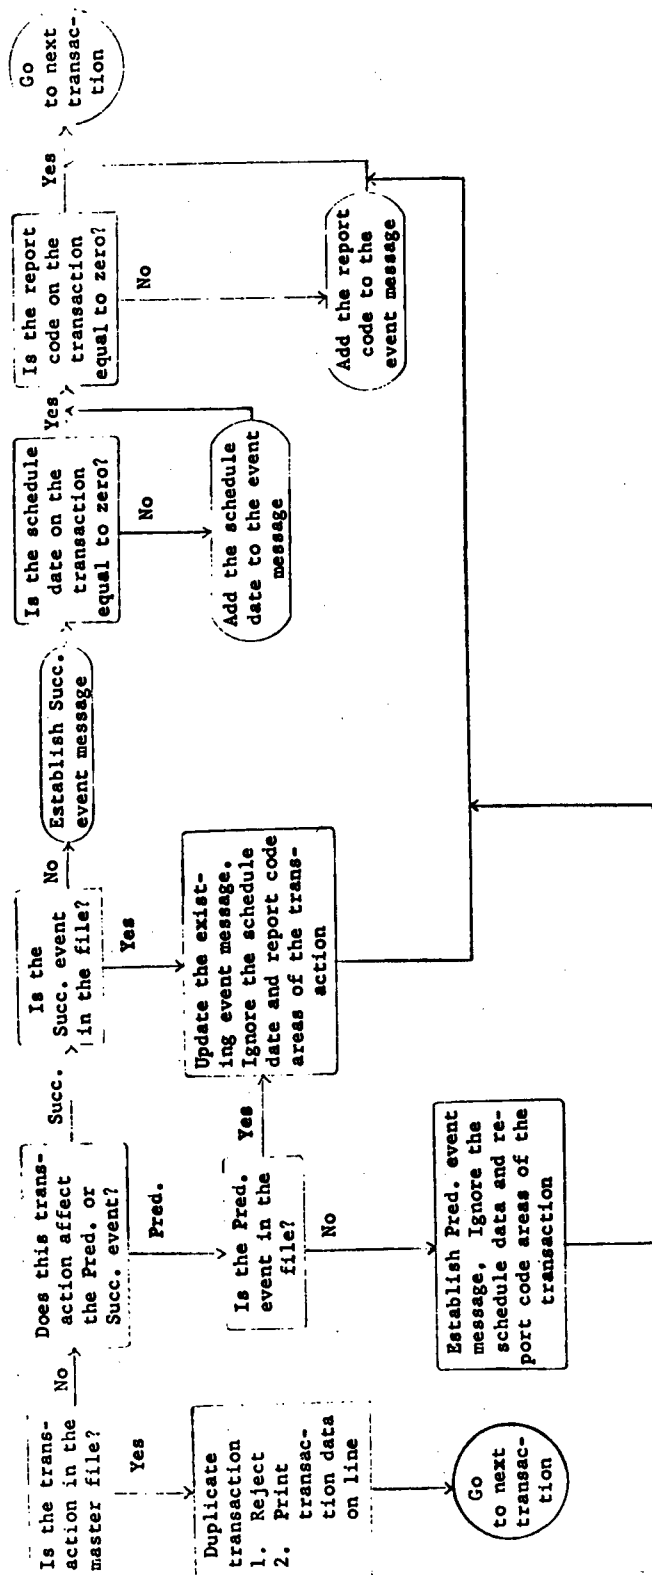 Is the trans-
action in the
master file?
No
Yes
Duplicate
transaction
1. Reject
2. Print
transac-
tion data
on line
Go
to next
transac-
tion
Does this trans-
action affect
the Pred. or
Succ. event?
Succ.
Pred.
Is the Pred.
event in the
file?
Yes
No
Establish Pred. event
message. Ignore the
schedule data and re-
port code areas of the
transaction
Is the
Succ. event
in the file?
No
Yes
Update the exist-
ing event message.
Ignore the schedule
date and report code
areas of the trans-
action
Establish Succ.
event message
Is the schedule
date on the
transaction
equal to zero?
Yes
No
Add the schedule
date to the event
message
Is the report
code on the
transaction
equal to zero?
Yes
No
Add the report
code to the
event message
Go
to next
transac-
tion